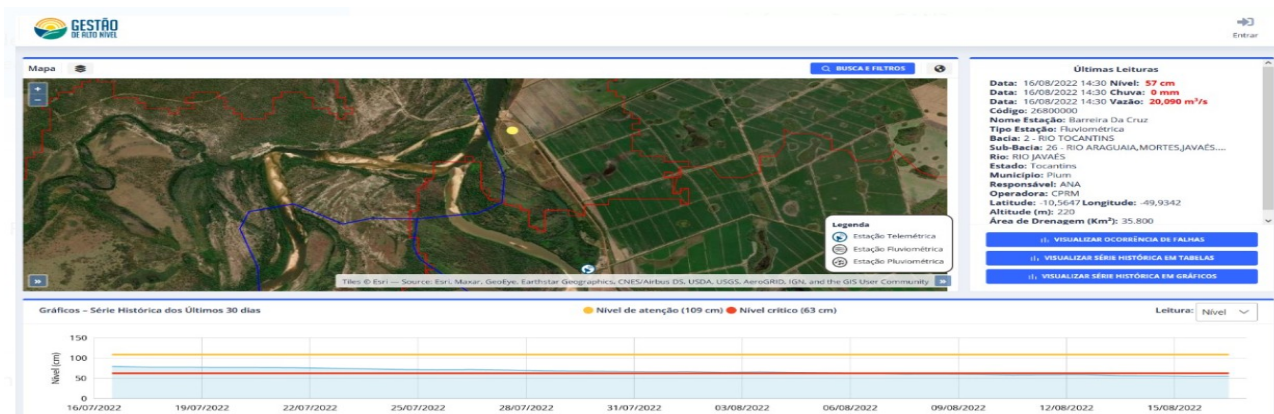 GESTÃO
DE ALTO NÍVEL
Entrar
Mapa
BUSCA E FILTROS
+
−
Legenda
Estação Telemétrica
Estação Fluviométrica
Estação Pluviométrica
»
Tiles © Esri — Source: Esri, Maxar, GeoEye, Earthstar Geographics, CNES/Airbus DS, USDA, USGS, AeroGRID, IGN, and the GIS User Community
»
Últimas Leituras
Data: 16/08/2022 14:30 Nível: 57 cm
Data: 16/08/2022 14:30 Chuva: 0 mm
Data: 16/08/2022 14:30 Vazão: 20,090 m³/s
Código: 26800000
Nome Estação: Barreira Da Cruz
Tipo Estação: Fluviométrica
Bacia: 2 - RIO TOCANTINS
Sub-Bacia: 26 - RIO ARAGUAIA,MORTES,JAVAÉS....
Rio: RIO JAVAÉS
Estado: Tocantins
Município: Pium
Responsável: ANA
Operadora: CPRM
Latitude: -10,5647 Longitude: -49,9342
Altitude (m): 220
Área de Drenagem (Km²): 35.800
VISUALIZAR OCORRÊNCIA DE FALHAS
VISUALIZAR SÉRIE HISTÓRICA EM TABELAS
VISUALIZAR SÉRIE HISTÓRICA EM GRÁFICOS
Gráficos – Série Histórica dos Últimos 30 dias
Nível de atenção (109 cm) Nível crítico (63 cm)
Leitura: Nível
Nível (cm)
150
100
50
0
16/07/2022 19/07/2022 22/07/2022 25/07/2022 28/07/2022 31/07/2022 03/08/2022 06/08/2022 09/08/2022 12/08/2022 15/08/2022